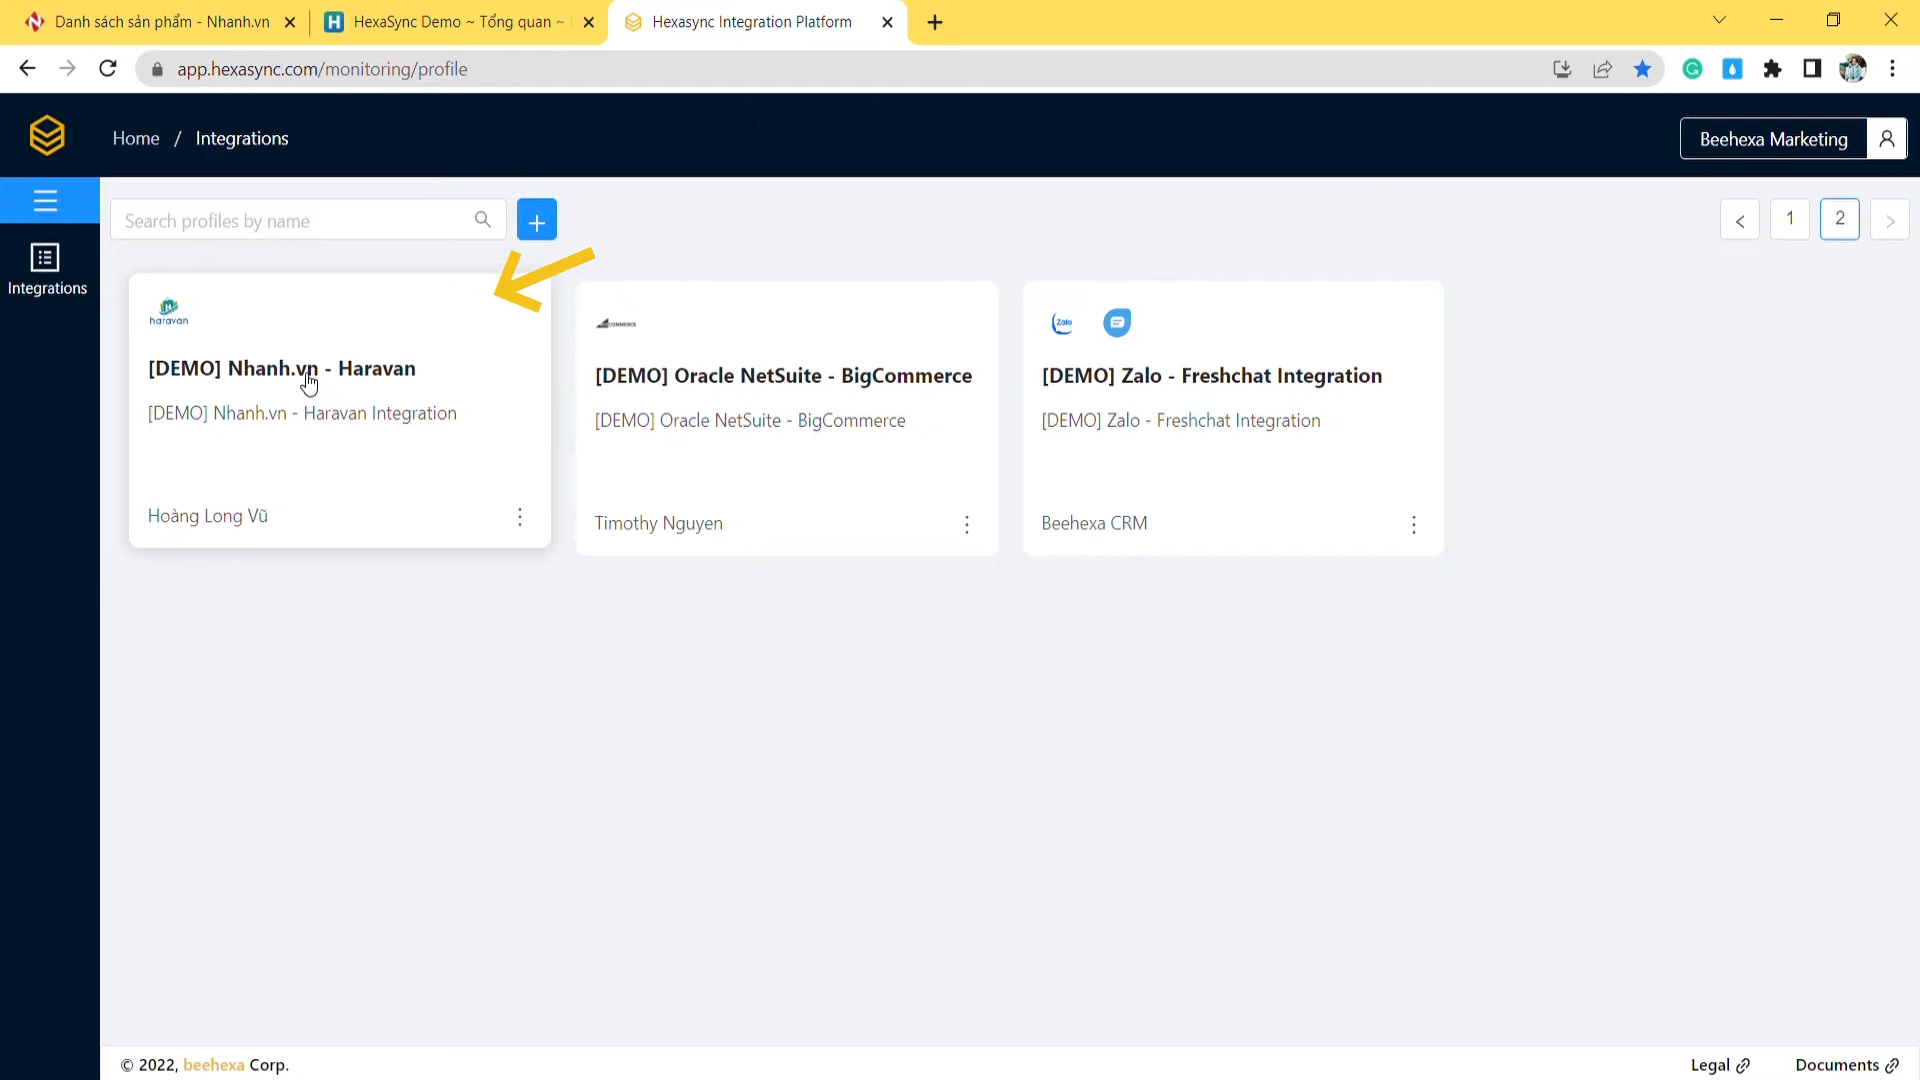 Danh sách sản phẩm - Nhanh.vn
HexaSync Demo ~ Tổng quan ~
Hexasync Integration Platform
app.hexasync.com/monitoring/profile
Home / Integrations
Beehexa Marketing
Search profiles by name
< 1 2 >
Integrations
haravan
[DEMO] Nhanh.vn - Haravan
[DEMO] Nhanh.vn - Haravan Integration
Hoàng Long Vũ
COMMERCE
[DEMO] Oracle NetSuite - BigCommerce
[DEMO] Oracle NetSuite - BigCommerce
Timothy Nguyen
Zalo
[DEMO] Zalo - Freshchat Integration
[DEMO] Zalo - Freshchat Integration
Beehexa CRM
© 2022, beehexa Corp.
Legal
Documents